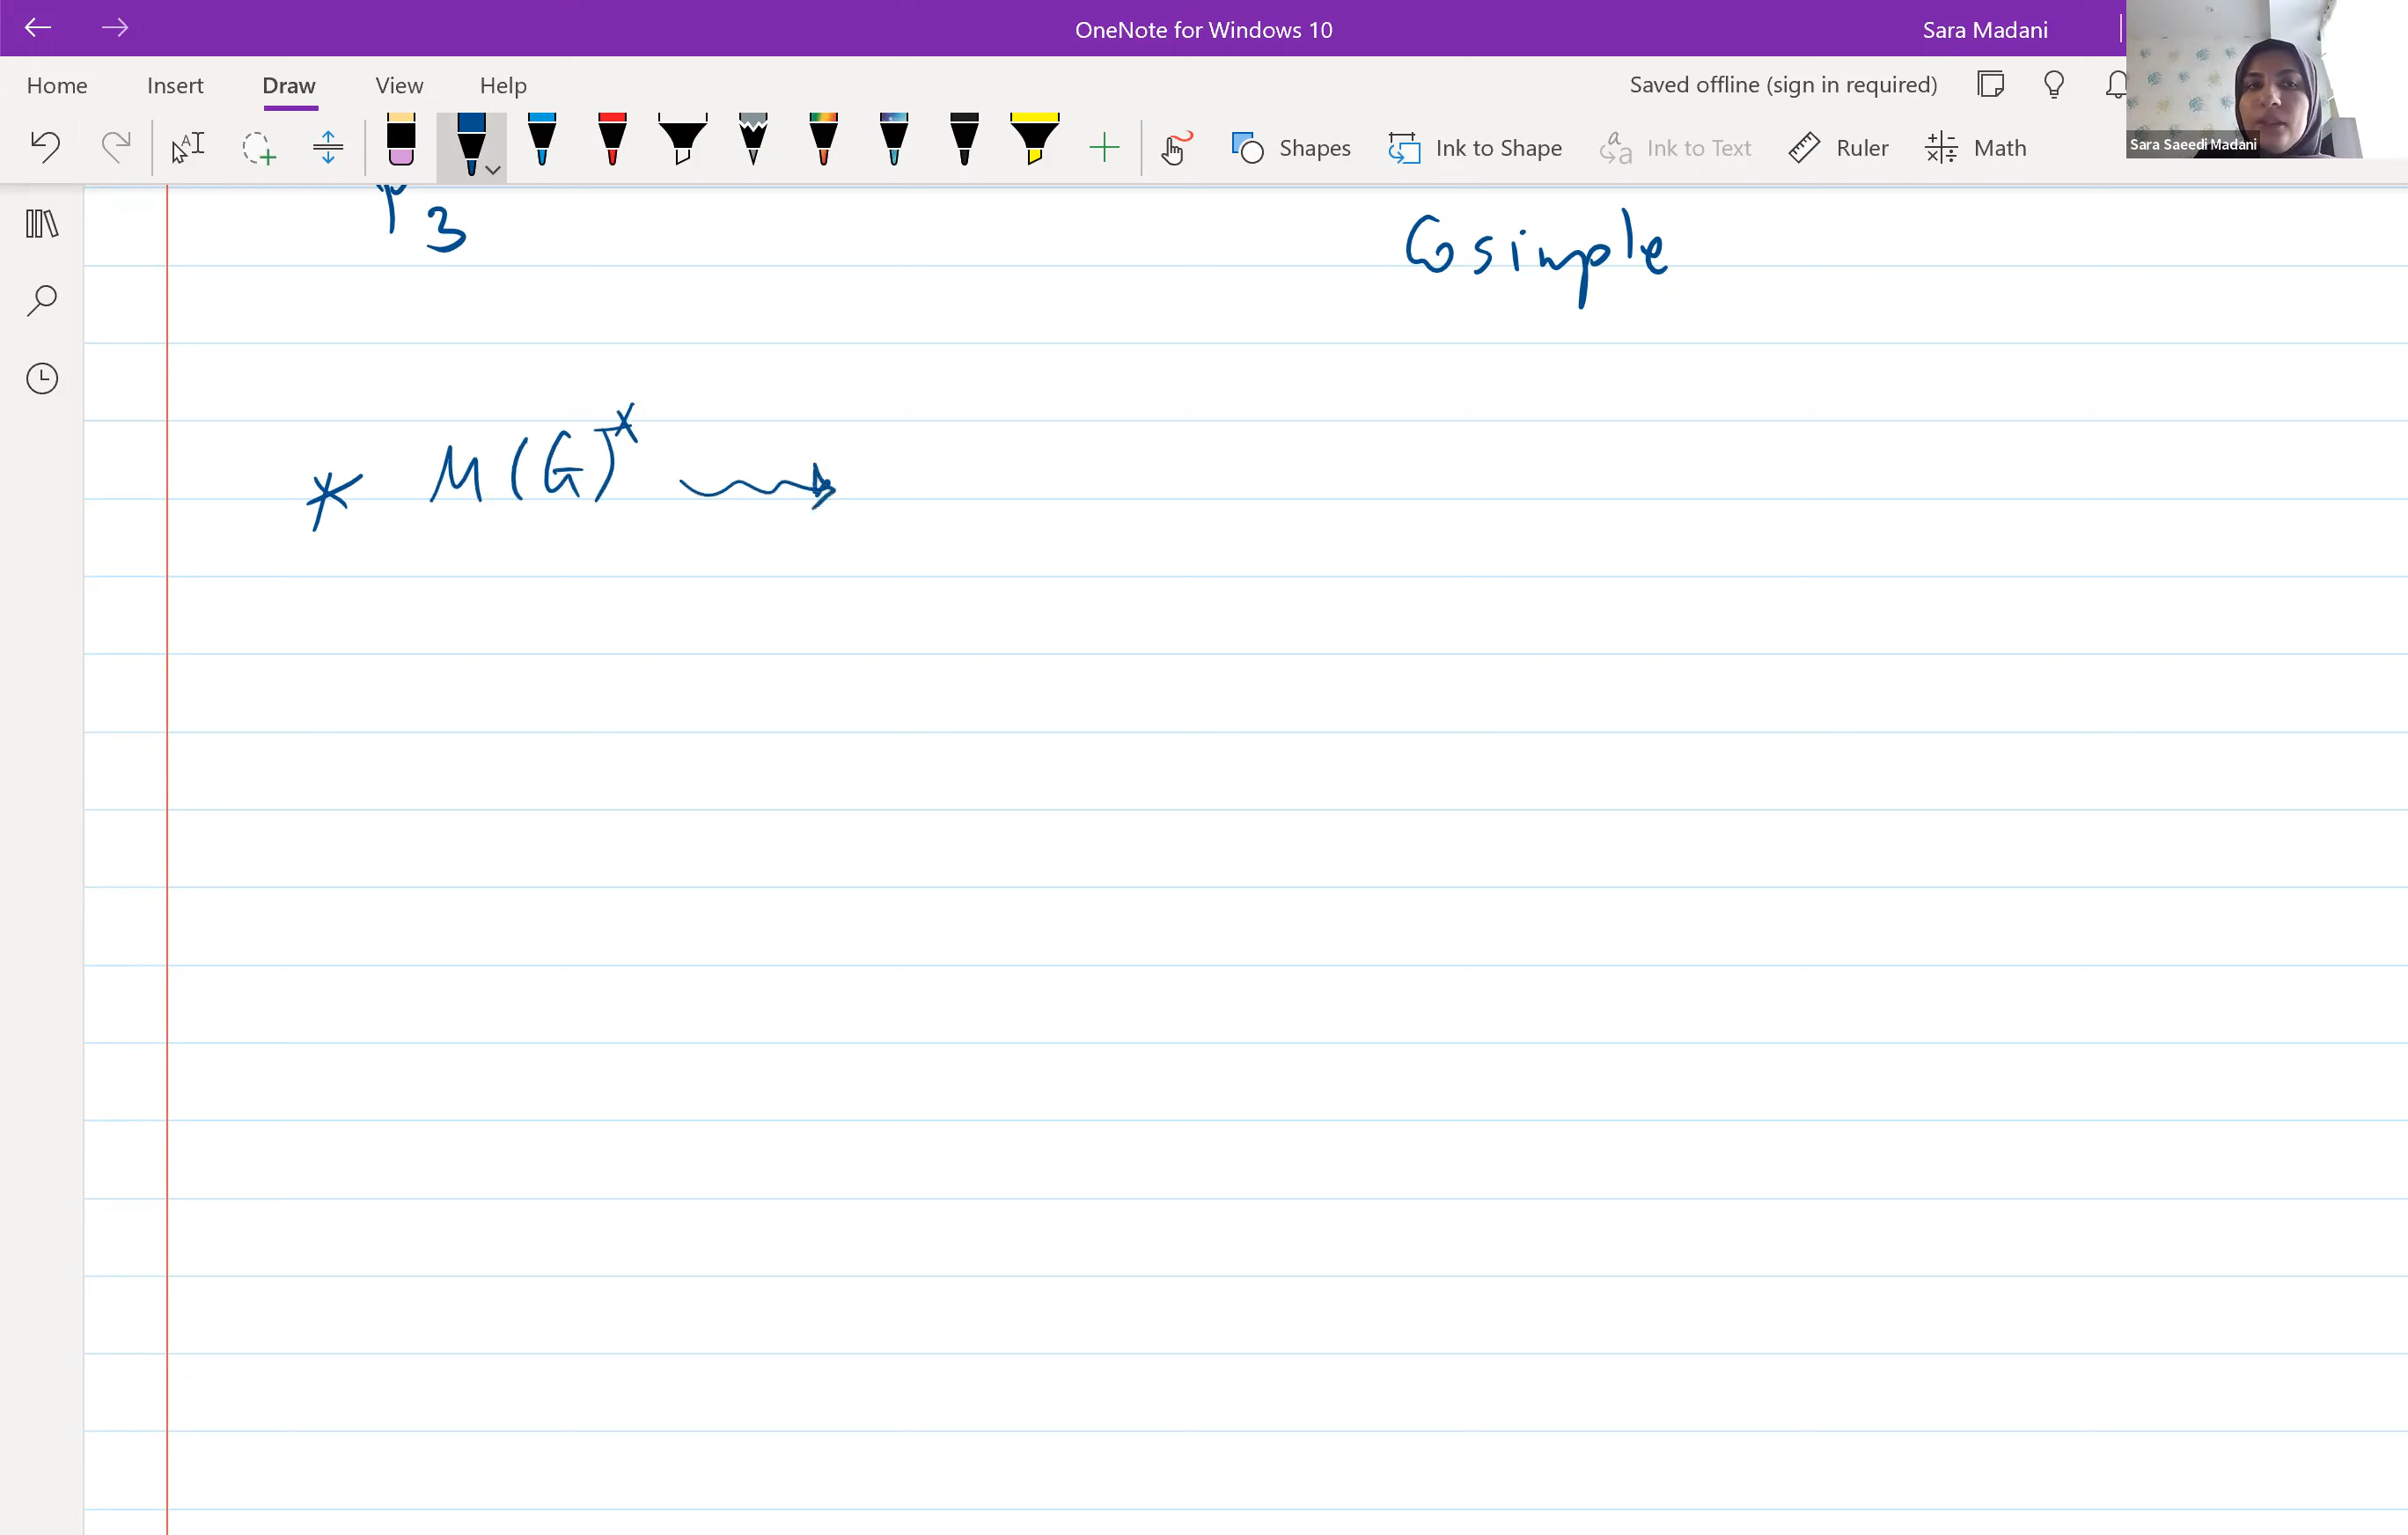 OneNote for Windows 10
Sara Madani
Home Insert Draw View Help
Saved offline (sign in required)
Shapes Ink to Shape Ink to Text Ruler Math
Sara Saeedi Madani
3
Cosimple
* M(G)*